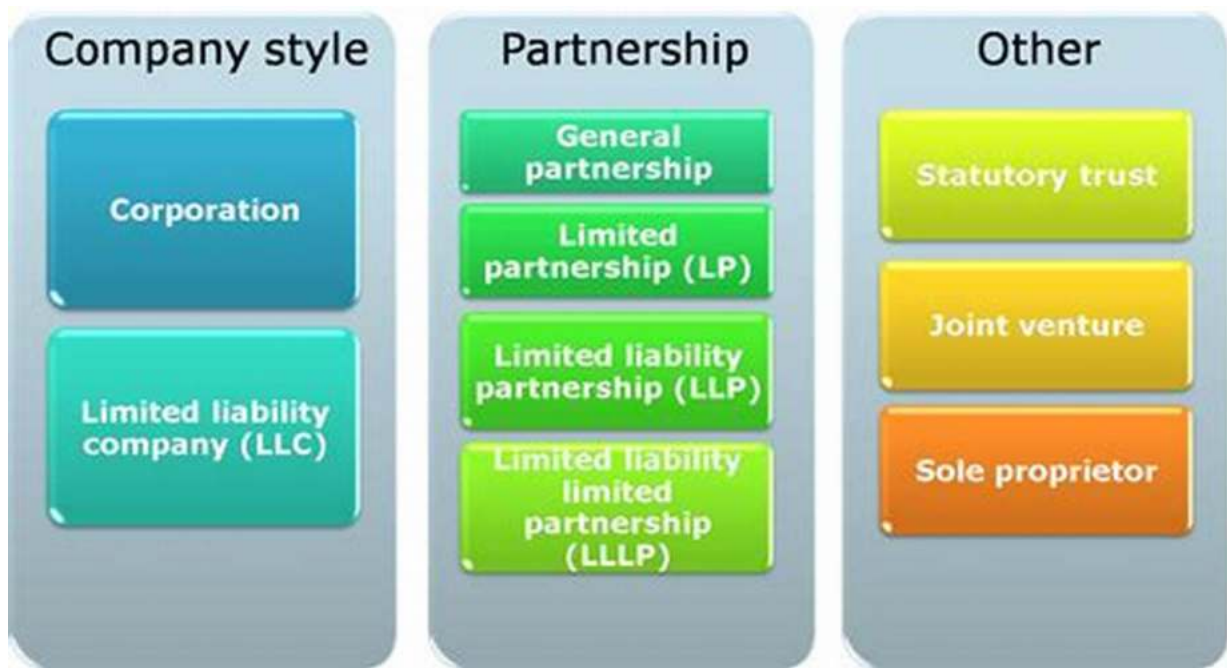 Company style
Corporation
Limited liability
company (LLC)
Partnership
General
partnership
Limited
partnership (LP)
Limited liability
partnership (LLP)
Limited liability
limited
partnership
(LLLP)
Other
Statutory trust
Joint venture
Sole proprietor